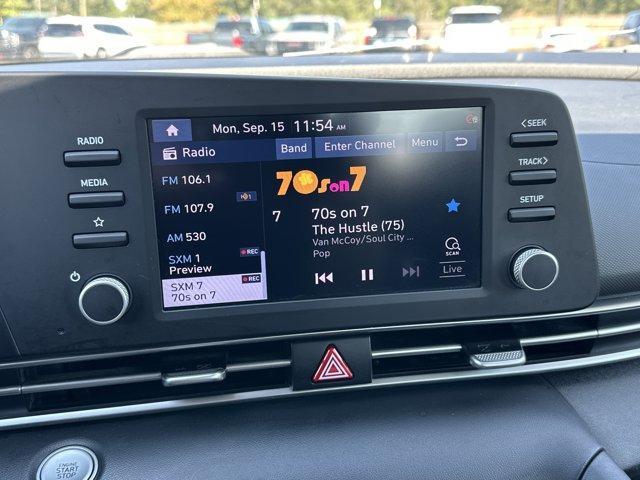 Mon, Sep. 15 11:54 AM
Radio
Band
Enter Channel
Menu
FM 106.1
FM 107.9
AM 530
SXM 1
REC
Preview
SXM 7
REC
70s on 7
70s on 7
7
70s on 7
The Hustle (75)
Van McCoy/Soul City ...
Pop
SCAN
Live
RADIO
MEDIA
< SEEK
TRACK >
SETUP
ENGINE
START
STOP